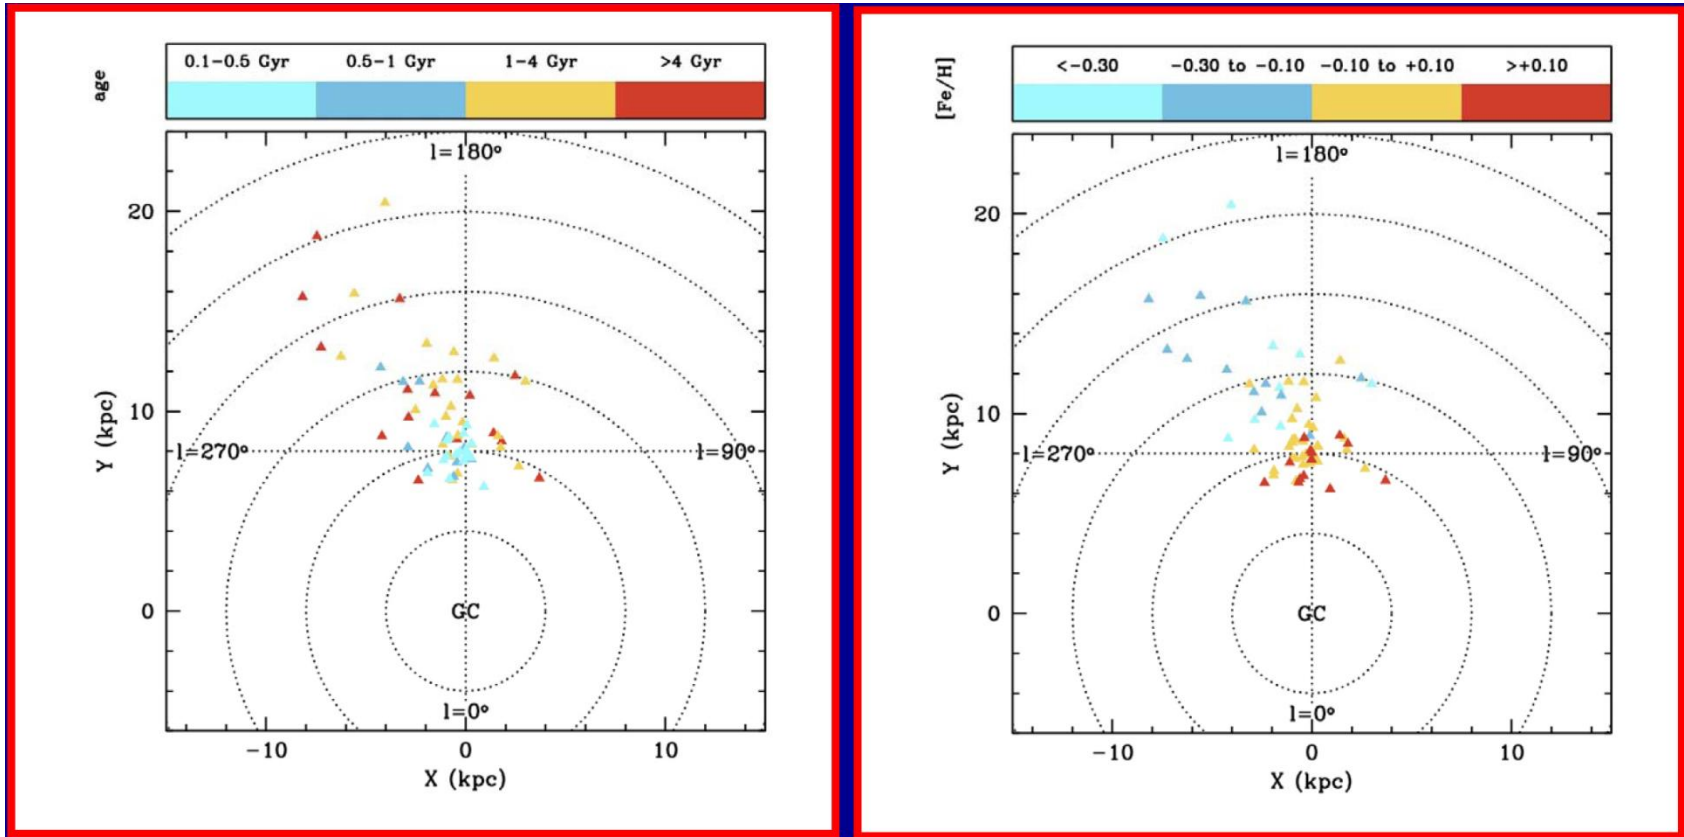 age
0.1-0.5 Gyr 0.5-1 Gyr 1-4 Gyr >4 Gyr
l=180°
20
10
0
Y (kpc)
l=270° l=90°
GC
l=0°
-10 0 10
X (kpc)
[Fe/H]
<-0.30 -0.30 to -0.10 -0.10 to +0.10 >+0.10
l=180°
20
10
0
Y (kpc)
l=270° l=90°
GC
l=0°
-10 0 10
X (kpc)